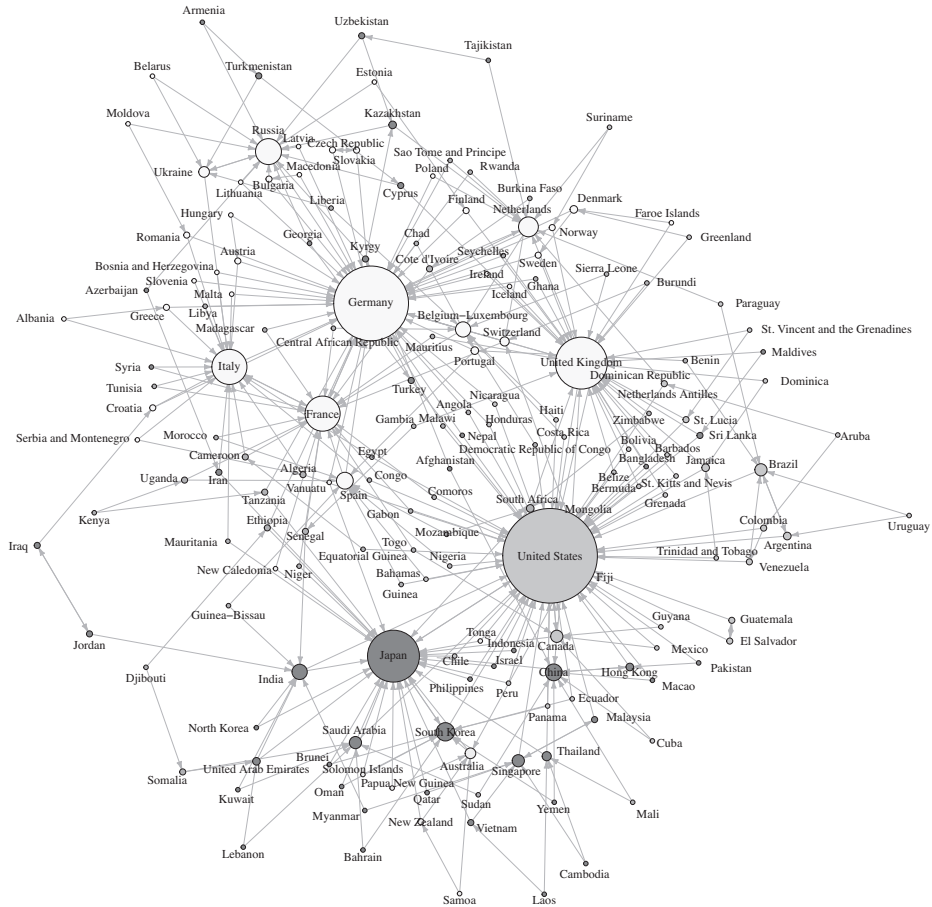 Armenia
Uzbekistan
Tajikistan
Belarus
Turkmenistan
Estonia
Moldova
Kazakhstan
Suriname
Russia
Latvia
Czech Republic
Slovakia
Sao Tome and Principe
Ukraine
Macedonia
Poland
Rwanda
Lithuania
Bulgaria
Cyprus
Burkina Faso
Liberia
Finland
Netherlands
Denmark
Hungary
Faroe Islands
Romania
Georgia
Chad
Norway
Greenland
Kyrgy
Austria
Cote d'Ivoire
Seychelles
Sweden
Bosnia and Herzegovina
Ireland
Sierra Leone
Slovenia
Ghana
Burundi
Azerbaijan
Malta
Iceland
Germany
Paraguay
Libya
Albania
Greece
Belgium−Luxembourg
Madagascar
Switzerland
St. Vincent and the Grenadines
Central African Republic
Mauritius
Maldives
Portugal
United Kingdom
Benin
Syria
Italy
Dominican Republic
Dominica
Tunisia
Turkey
Netherlands Antilles
Nicaragua
Croatia
Angola
Haiti
France
Gambia
Malawi
Honduras
Zimbabwe
St. Lucia
Serbia and Montenegro
Morocco
Nepal
Costa Rica
Sri Lanka
Aruba
Bolivia
Democratic Republic of Congo
Barbados
Cameroon
Egypt
Afghanistan
Bangladesh
Jamaica
Brazil
Algeria
Uganda
Iran
Congo
Belize
St. Kitts and Nevis
Vanuatu
Spain
Comoros
Bermuda
Tanzania
South Africa
Grenada
Kenya
Gabon
Mongolia
Ethiopia
Colombia
Uruguay
Senegal
Mozambique
Iraq
Mauritania
Togo
Argentina
Equatorial Guinea
Nigeria
United States
Trinidad and Tobago
New Caledonia
Niger
Bahamas
Venezuela
Fiji
Guinea
Guinea−Bissau
Guyana
Guatemala
Tonga
Jordan
Indonesia
Canada
El Salvador
Japan
Chile
Israel
Mexico
Djibouti
India
China
Hong Kong
Pakistan
Philippines
Peru
Macao
Ecuador
North Korea
Saudi Arabia
South Korea
Panama
Malaysia
Cuba
Brunei
Thailand
Somalia
United Arab Emirates
Solomon Islands
Australia
Singapore
Papua New Guinea
Kuwait
Oman
Qatar
Sudan
Yemen
Myanmar
Mali
New Zealand
Vietnam
Lebanon
Bahrain
Cambodia
Samoa
Laos